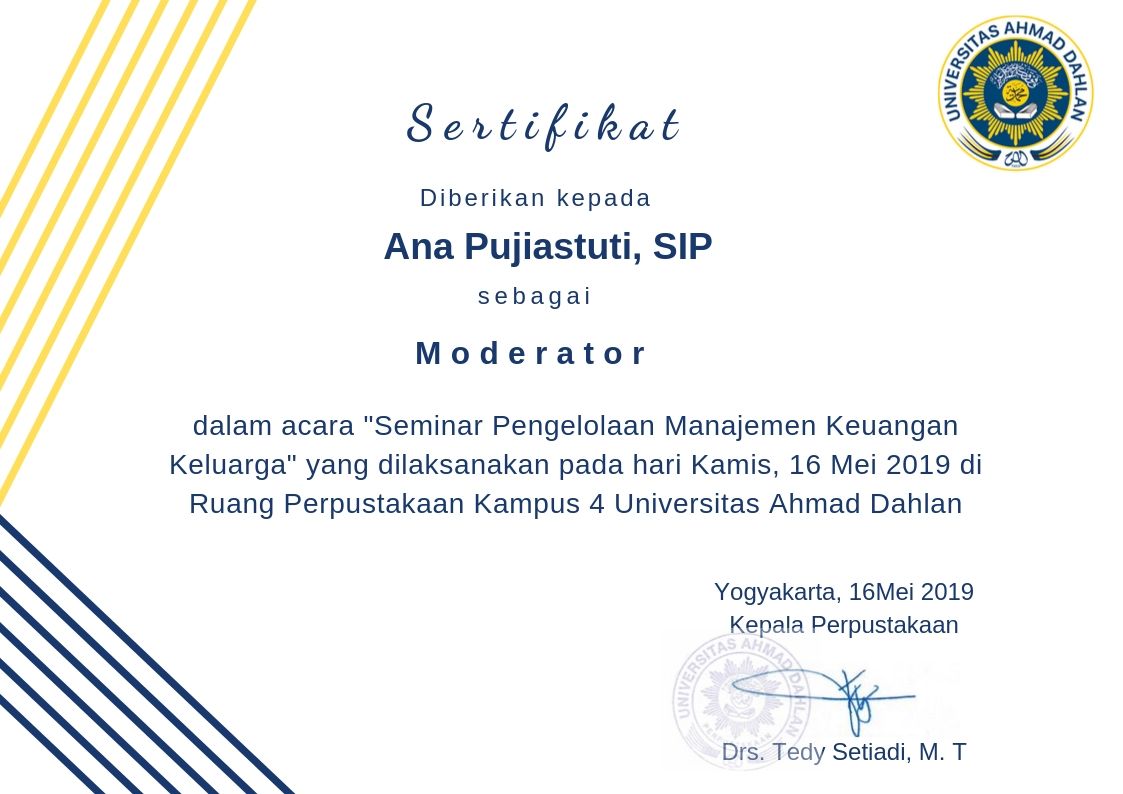 UNIVERSITAS AHMAD DAHLAN
Sertifikat
Diberikan kepada
Ana Pujiastuti, SIP
sebagai
Moderator
dalam acara "Seminar Pengelolaan Manajemen Keuangan
Keluarga" yang dilaksanakan pada hari Kamis, 16 Mei 2019 di
Ruang Perpustakaan Kampus 4 Universitas Ahmad Dahlan
Yogyakarta, 16Mei 2019
Kepala Perpustakaan
UNIVERSITAS AHMAD DAHLAN
Drs. Tedy Setiadi, M. T